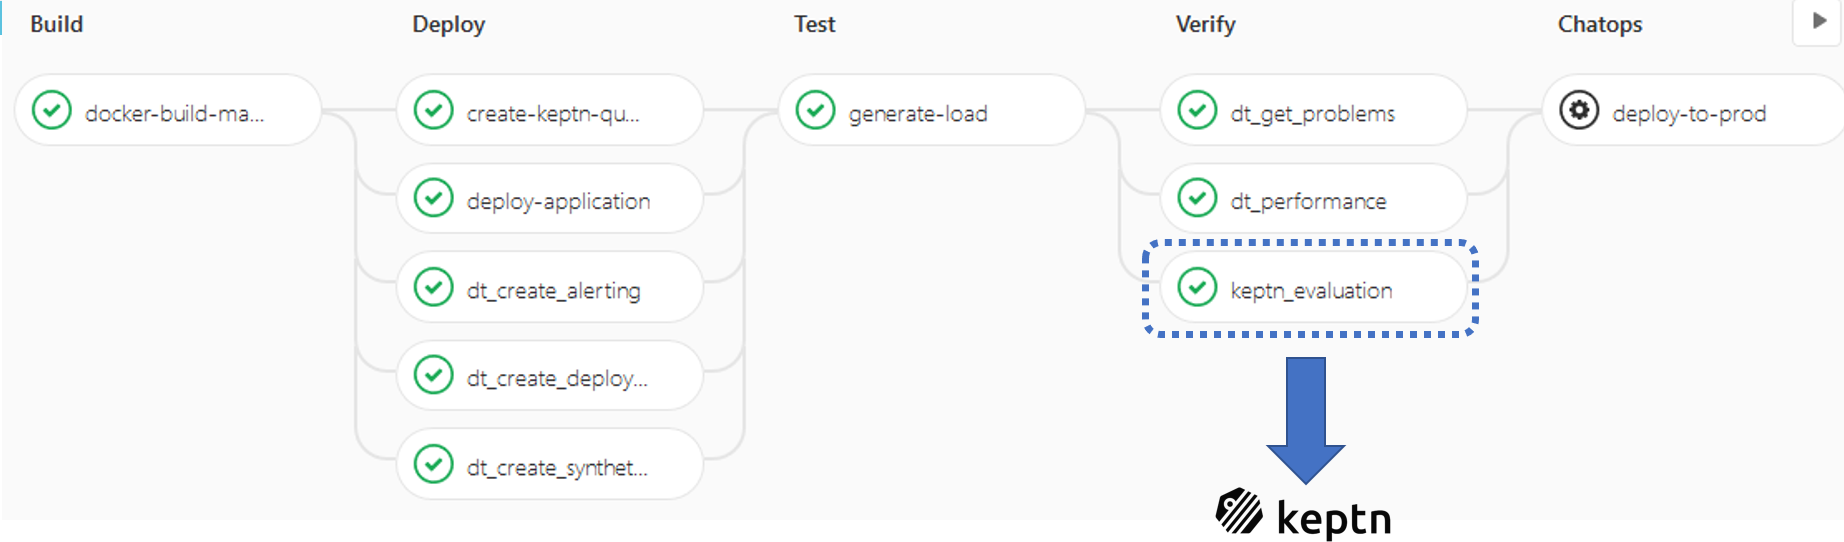 Build
Deploy
Test
Verify
Chatops
docker-build-ma...
create-keptn-qu...
generate-load
dt_get_problems
deploy-to-prod
deploy-application
dt_performance
dt_create_alerting
keptn_evaluation
dt_create_deploy...
dt_create_synthet...
keptn